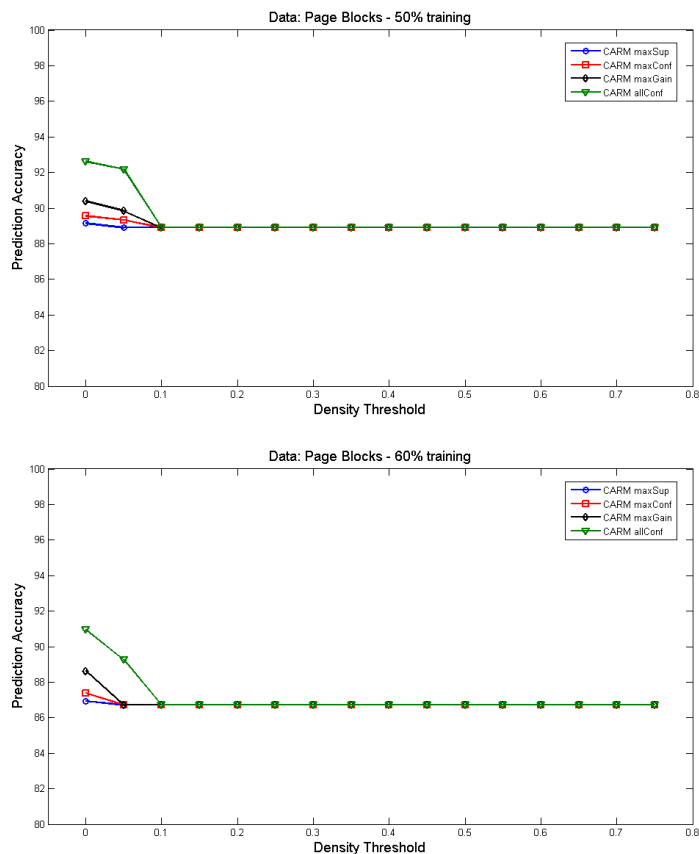 Data: Page Blocks - 50% training
100
98
96
94
92
90
88
86
84
82
80
Prediction Accuracy
CARM maxSup
CARM maxConf
CARM maxGain
CARM allConf
0 0.1 0.2 0.3 0.4 0.5 0.6 0.7 0.8
Density Threshold
Data: Page Blocks - 60% training
100
98
96
94
92
90
88
86
84
82
80
Prediction Accuracy
CARM maxSup
CARM maxConf
CARM maxGain
CARM allConf
0 0.1 0.2 0.3 0.4 0.5 0.6 0.7 0.8
Density Threshold